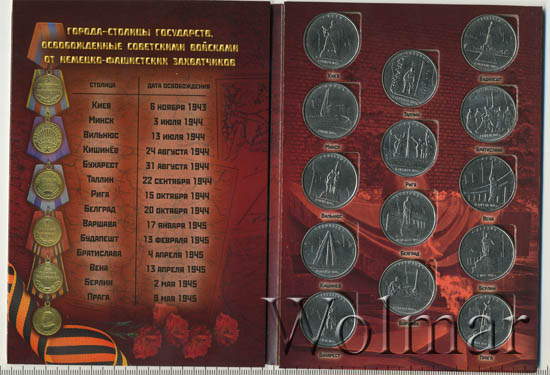 ГОРОДА-СТОЛИЦЫ ГОСУДАРСТВ,
ОСВОБОЖДЕННЫЕ СОВЕТСКИМИ ВОЙСКАМИ
ОТ НЕМЕЦКО-ФАШИСТСКИХ ЗАХВАТЧИКОВ
СТОЛИЦА ДАТА ОСВОБОЖДЕНИЯ
КИЕВ 6 НОЯБРЯ 1943
МИНСК 3 ИЮЛЯ 1944
ВИЛЬНЮС 13 ИЮЛЯ 1944
КИШИНЁВ 24 АВГУСТА 1944
БУХАРЕСТ 31 АВГУСТА 1944
ТАЛЛИН 22 СЕНТЯБРЯ 1944
РИГА 15 ОКТЯБРЯ 1944
БЕЛГРАД 20 ОКТЯБРЯ 1944
ВАРШАВА 17 ЯНВАРЯ 1945
БУДАПЕШТ 13 ФЕВРАЛЯ 1945
БРАТИСЛАВА 4 АПРЕЛЯ 1945
ВЕНА 13 АПРЕЛЯ 1945
БЕРЛИН 2 МАЯ 1945
ПРАГА 9 МАЯ 1945
КИЕВ
МИНСК
ВИЛЬНЮС
КИШИНЕВ
БУХАРЕСТ
ТАЛЛИН
РИГА
БЕЛГРАД
БУДАПЕШТ
БРАТИСЛАВА
ВЕНА
БЕРЛИН
ПРАГА
Wolmar